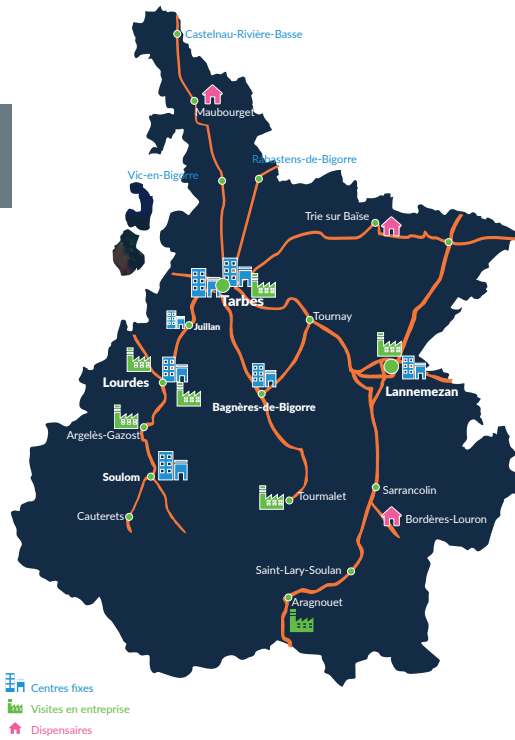 Castelnau-Rivière-Basse
Maubourget
Rabastens-de-Bigorre
Vic-en-Bigorre
Trie sur Baïse
Tarbes
Tournay
Juillan
Lourdes
Lannemezan
Bagnères-de-Bigorre
Argelès-Gazost
Soulom
Sarrancolin
Tourmalet
Cauterets
Bordères-Louron
Saint-Lary-Soulan
Aragnouet
Centres fixes
Visites en entreprise
Dispensaires